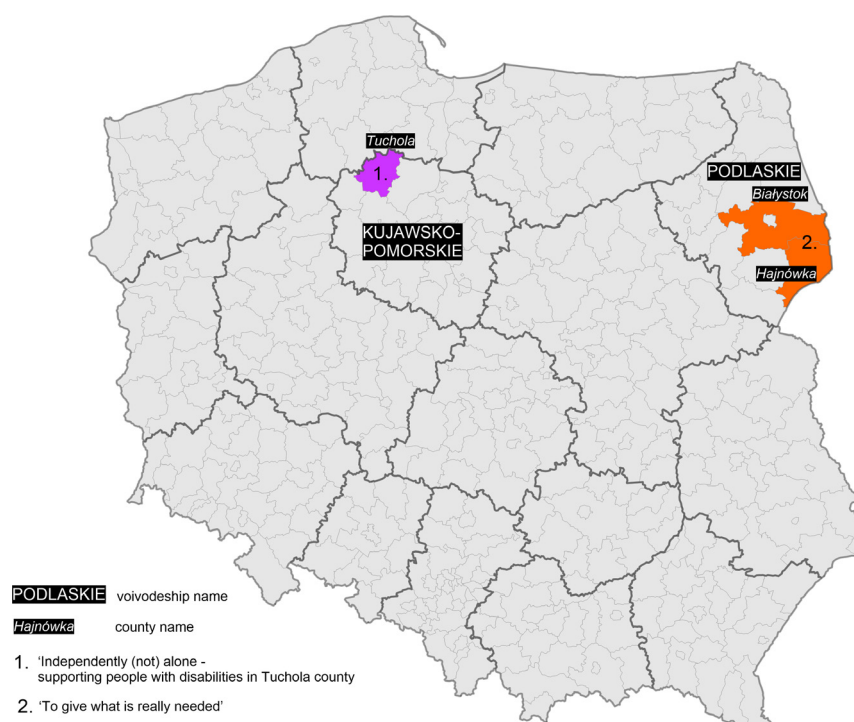 Tuchola
1.
PODLASKIE
Białystok
KUJAWSKO-
POMORSKIE
2.
Hajnówka
PODLASKIE voivodeship name
Hajnówka county name
1. 'Independently (not) alone -
supporting people with disabilities in Tuchola county
2. 'To give what is really needed'